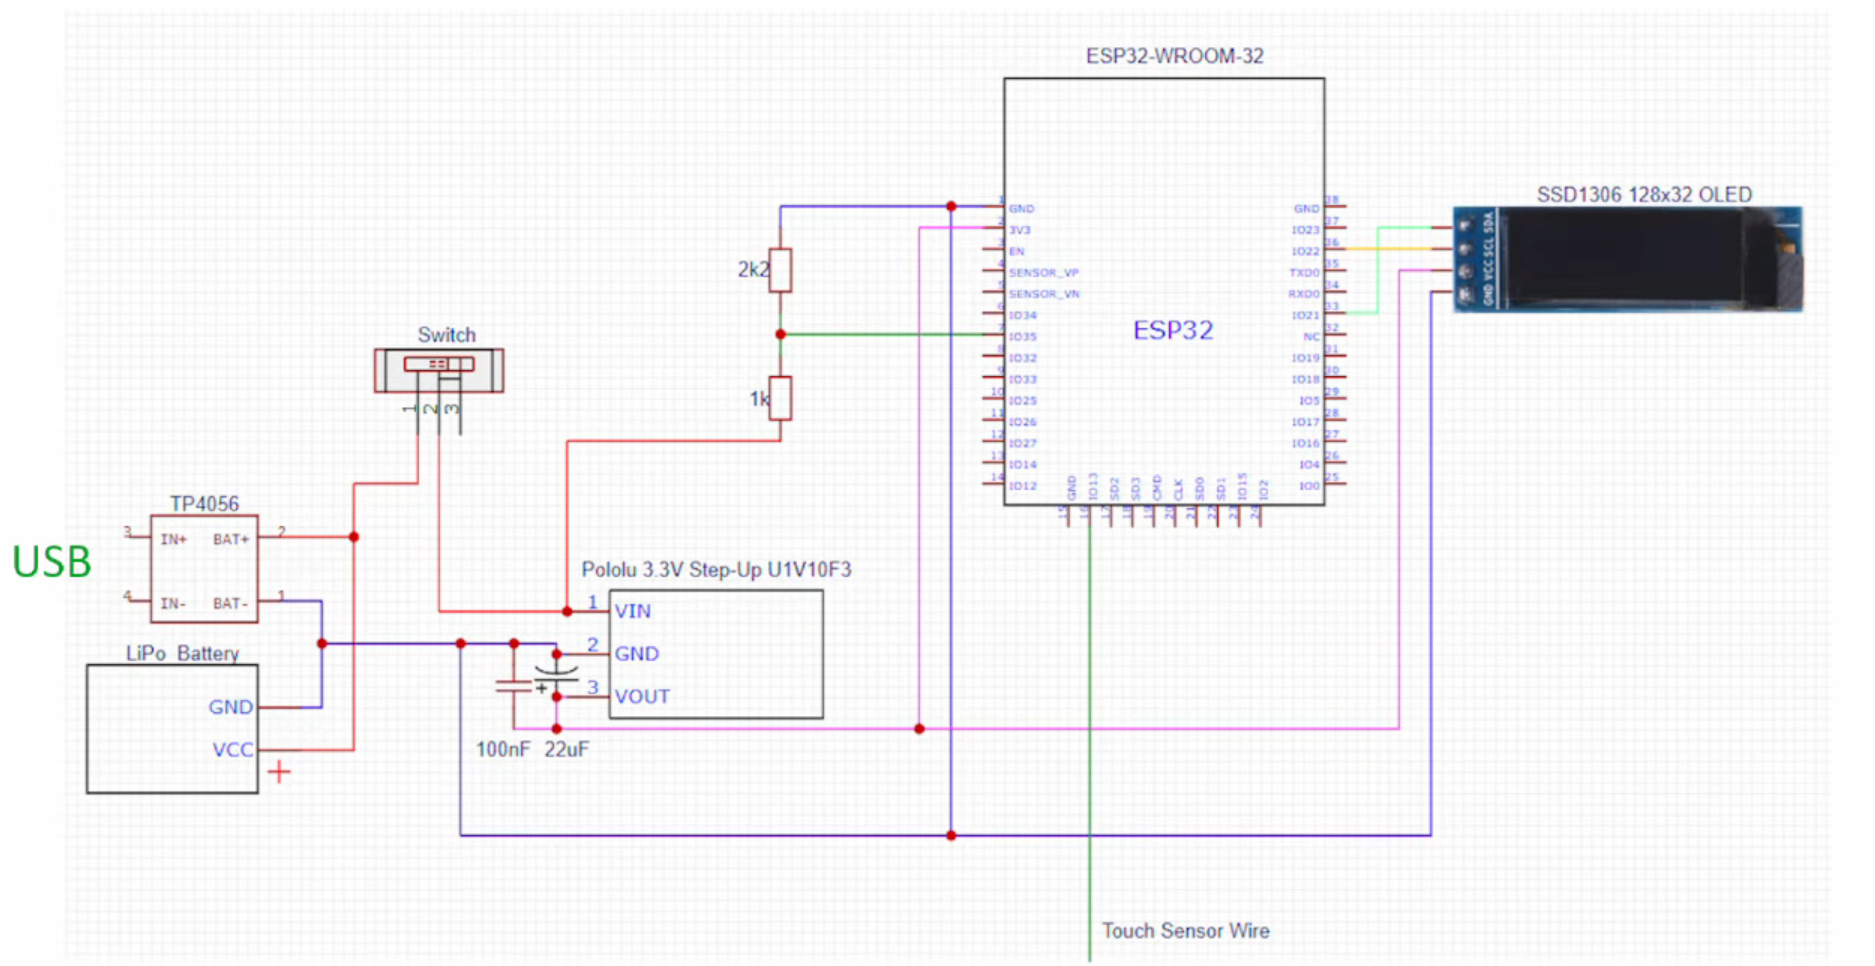 ESP32-WROOM-32
SSD1306 128x32 OLED
SDA
SCL
VCC
GND
1 GND
2 3V3
3 EN
4 SENSOR_VP
5 SENSOR_VN
6 IO34
7 IO35
8 IO32
9 IO33
10 IO25
11 IO26
12 IO27
13 IO14
14 IO12
GND 38
IO23 37
IO22 36
TXD0 35
RXD0 34
IO21 33
NC 32
IO19 31
IO18 30
IO5 29
IO17 28
IO16 27
IO4 26
IO0 25
ESP32
GND IO13 SD2 SD3 CMD CLK SD0 SD1 IO15 IO2
15 16 17 18 19 20 21 22 23 24
2k2
1k
Switch
1 2 3
TP4056
3 IN+ BAT+ 2
4 IN- BAT- 1
USB
LiPo Battery
GND
VCC
+
Pololu 3.3V Step-Up U1V10F3
1 VIN
2 GND
3 VOUT
+
100nF 22uF
Touch Sensor Wire